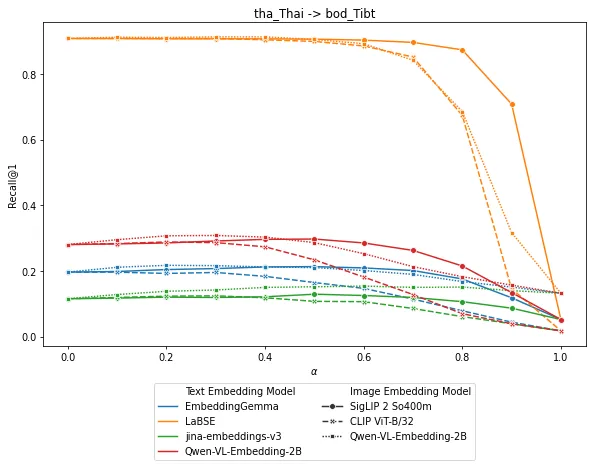 tha_Thai -> bod_Tibt
Recall@1
0.8
0.6
0.4
0.2
0.0
0.0 0.2 0.4 0.6 0.8 1.0
α
Text Embedding Model Image Embedding Model
EmbeddingGemma SigLIP 2 So400m
LaBSE CLIP ViT-B/32
jina-embeddings-v3 Qwen-VL-Embedding-2B
Qwen-VL-Embedding-2B